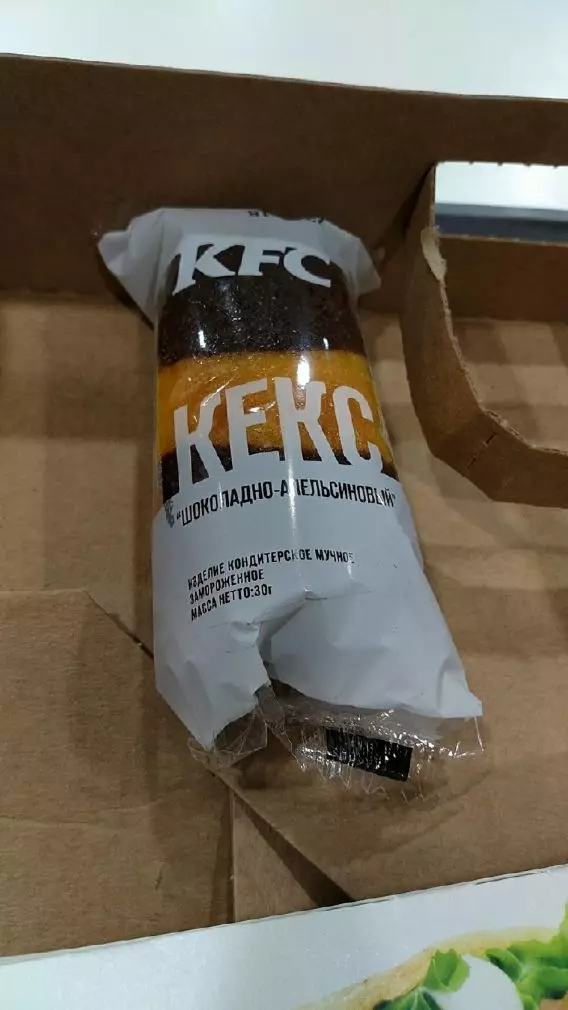 KFC
КЕКС
"ШОКОЛАДНО-АПЕЛЬСИНОВЫЙ"
ИЗДЕЛИЕ КОНДИТЕРСКОЕ МУЧНОЕ
ЗАМОРОЖЕННОЕ
МАССА НЕТТО:30г